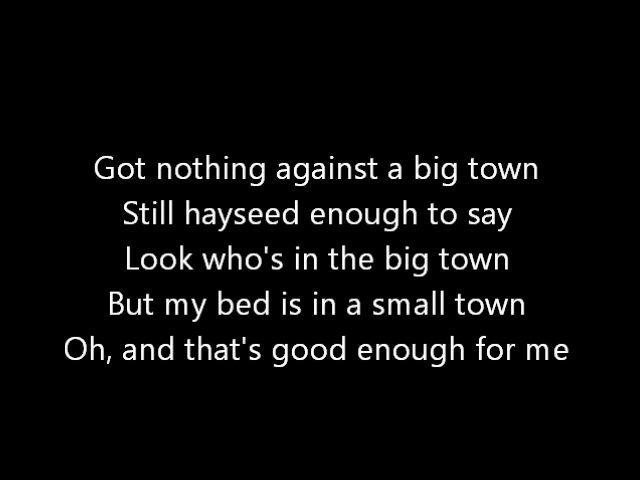 Got nothing against a big town
Still hayseed enough to say
Look who's in the big town
But my bed is in a small town
Oh, and that's good enough for me